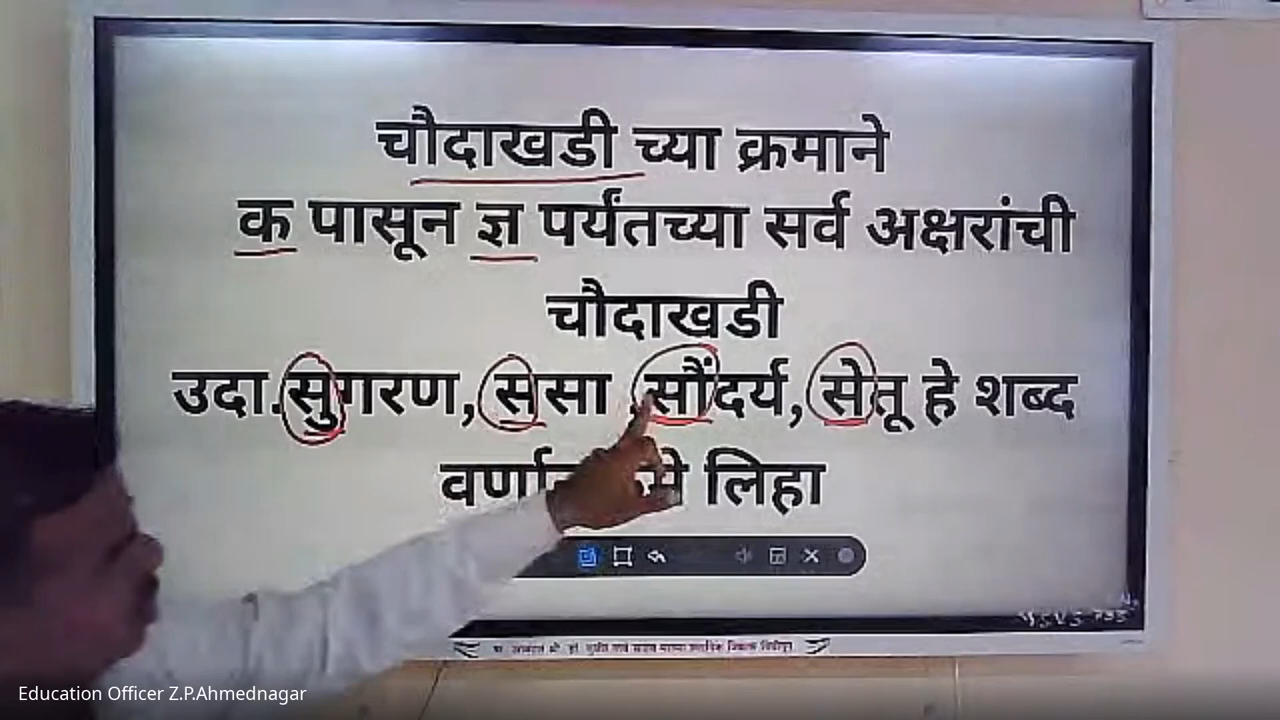 चौदाखडी च्या क्रमाने
क पासून ज्ञ पर्यंतच्या सर्व अक्षरांची
चौदाखडी
उदा.सुगरण, ससा सौंदर्य, सेतू हे शब्द
लिहा
Education Officer Z.P.Ahmednagar